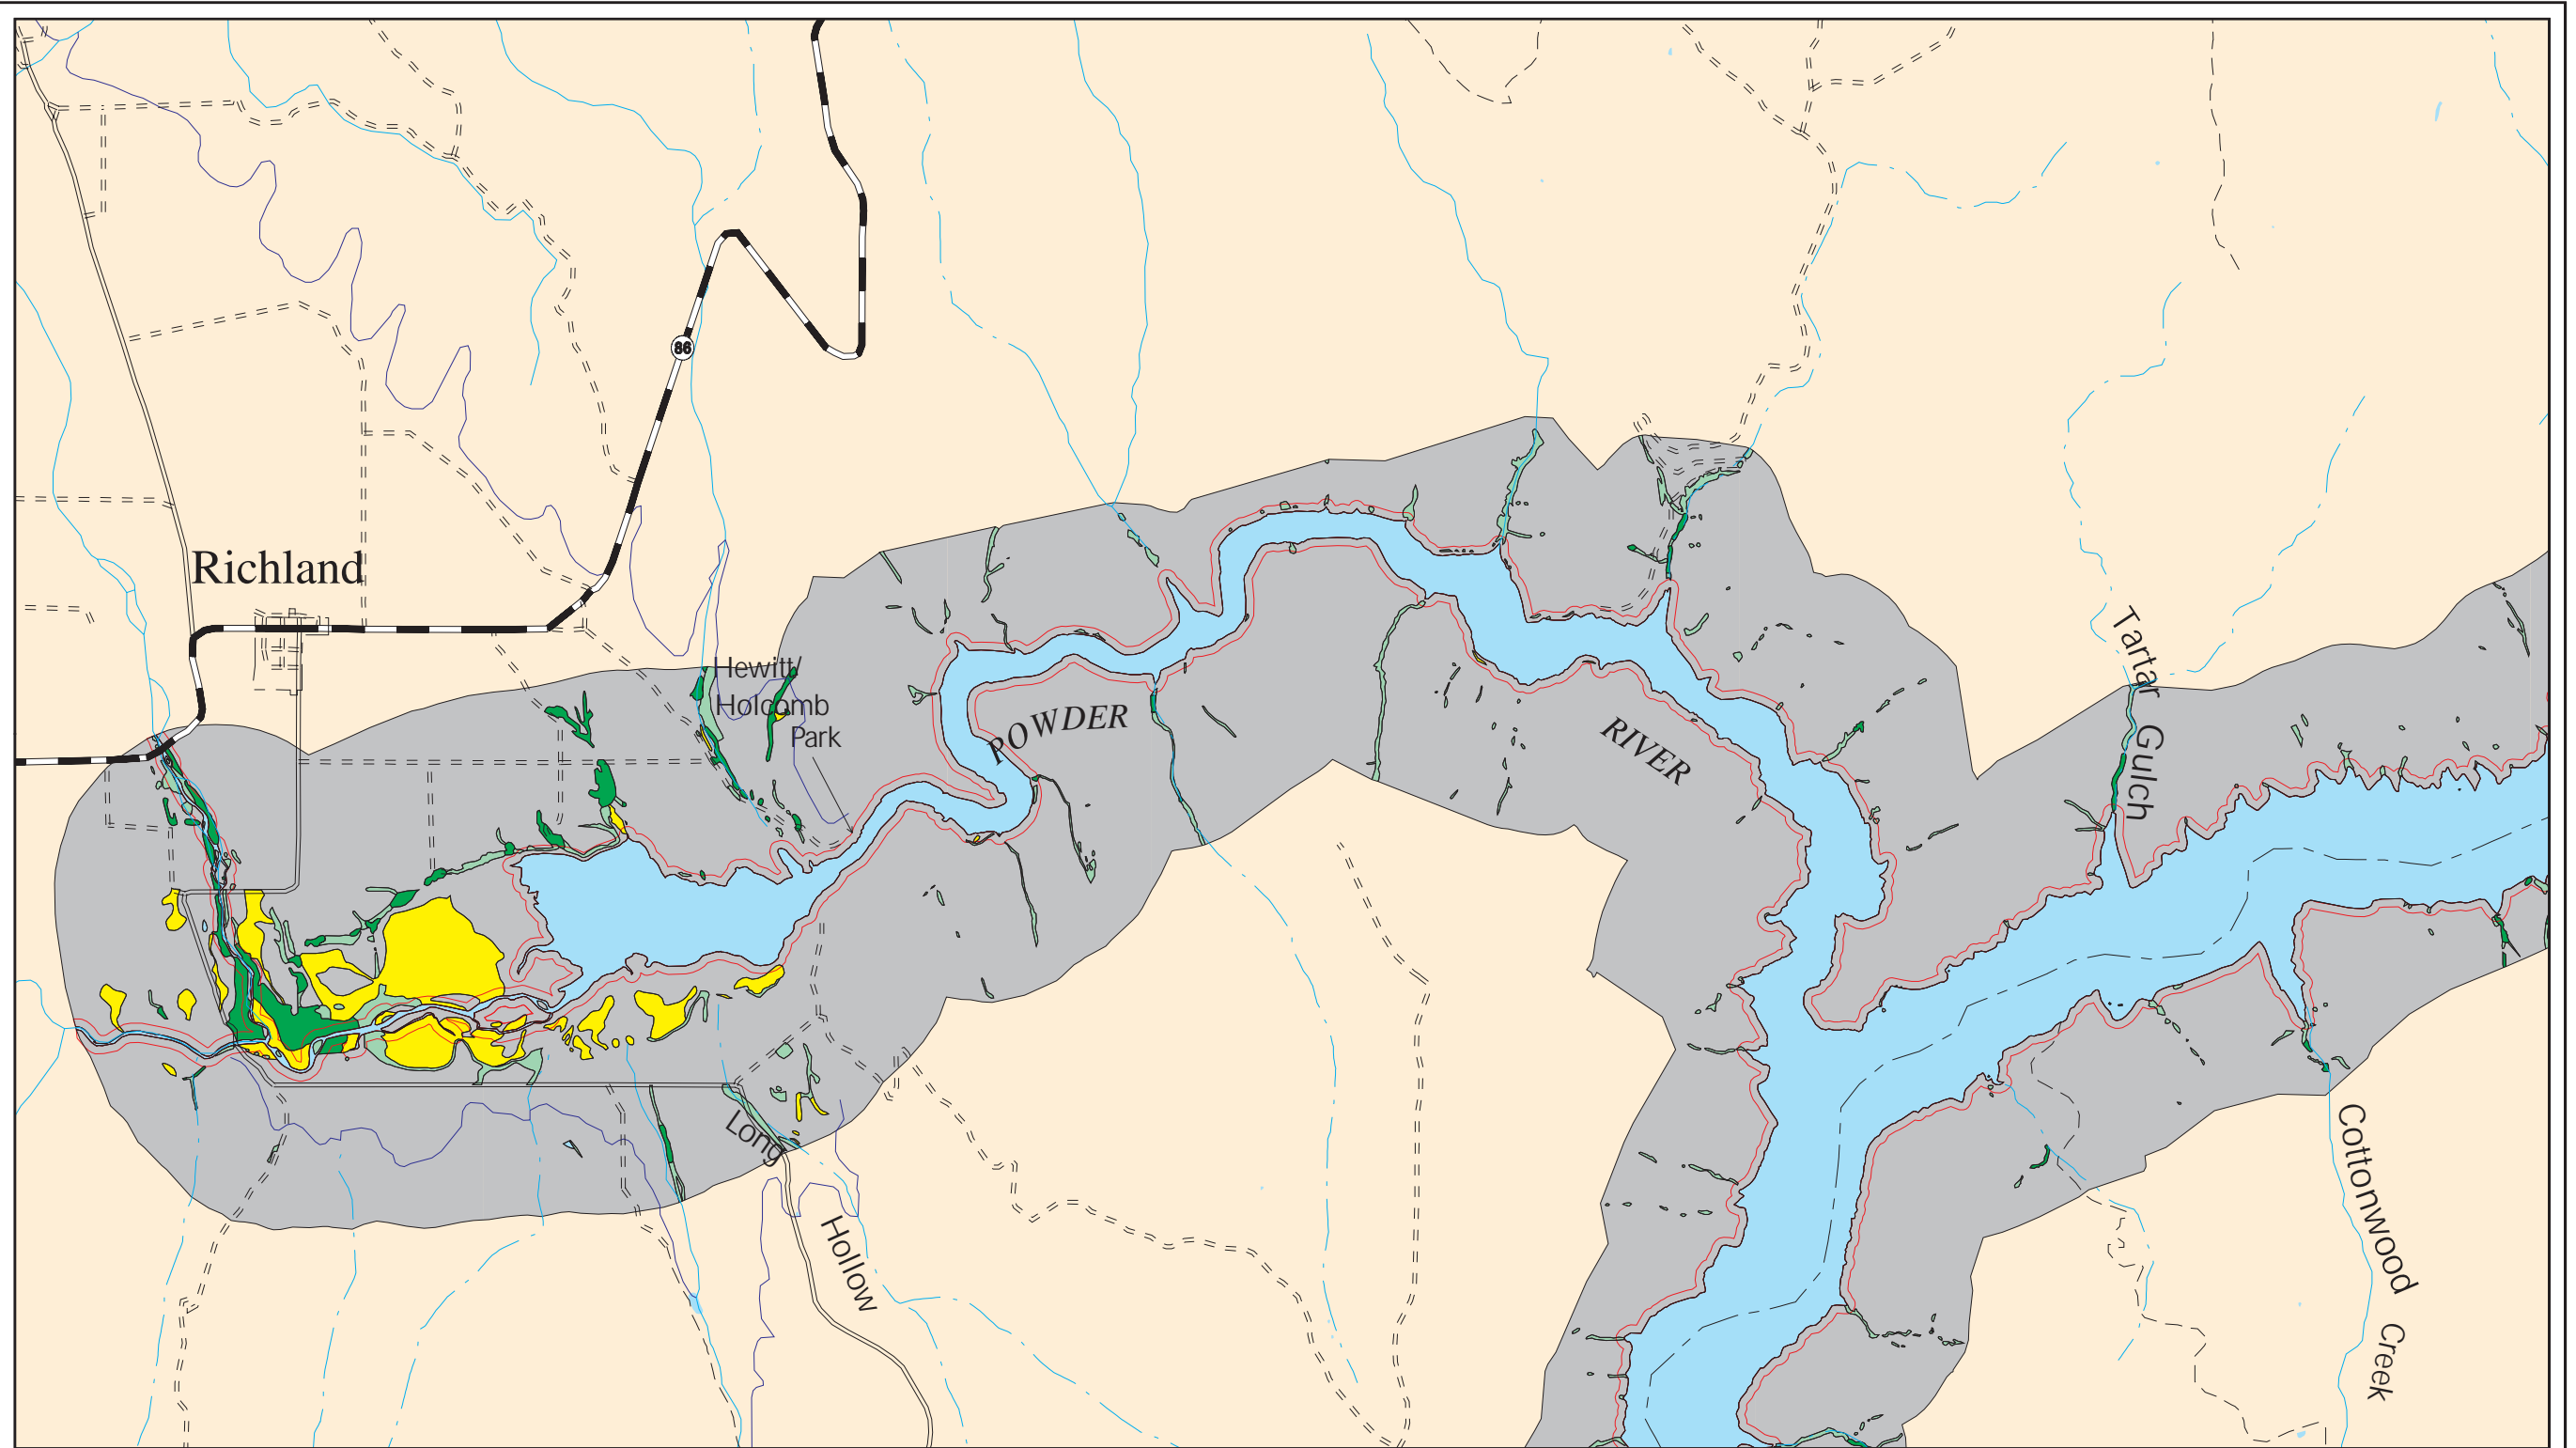 86
Richland
Hewitt/
Holcomb
Park
POWDER
RIVER
Tartar
Gulch
Long
Hollow
Cottonwood
Creek